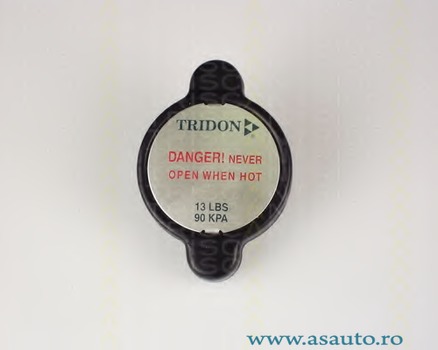 TRIDON
DANGER! NEVER
OPEN WHEN HOT
13 LBS
90 KPA
www.asauto.ro